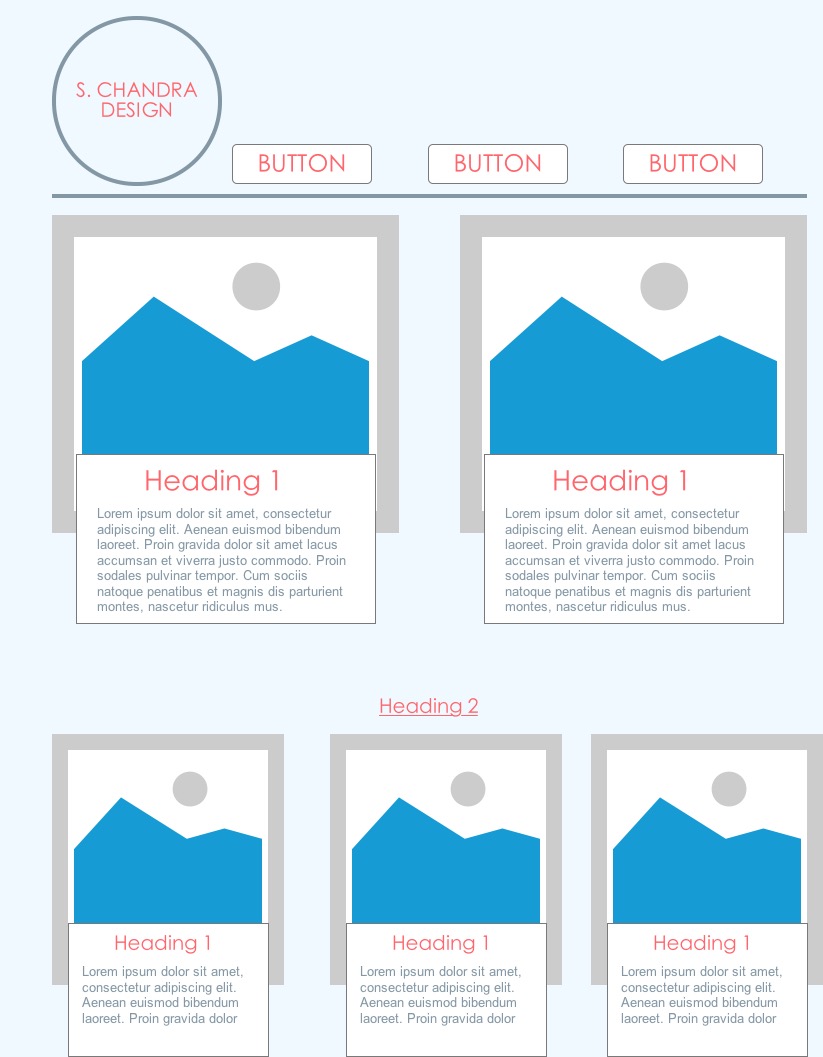 S. CHANDRA
DESIGN
BUTTON
BUTTON
BUTTON
Heading 1
Lorem ipsum dolor sit amet, consectetur
adipiscing elit. Aenean euismod bibendum
laoreet. Proin gravida dolor sit amet lacus
accumsan et viverra justo commodo. Proin
sodales pulvinar tempor. Cum sociis
natoque penatibus et magnis dis parturient
montes, nascetur ridiculus mus.
Heading 1
Lorem ipsum dolor sit amet, consectetur
adipiscing elit. Aenean euismod bibendum
laoreet. Proin gravida dolor sit amet lacus
accumsan et viverra justo commodo. Proin
sodales pulvinar tempor. Cum sociis
natoque penatibus et magnis dis parturient
montes, nascetur ridiculus mus.
Heading 2
Heading 1
Lorem ipsum dolor sit amet,
consectetur adipiscing elit.
Aenean euismod bibendum
laoreet. Proin gravida dolor
Heading 1
Lorem ipsum dolor sit amet,
consectetur adipiscing elit.
Aenean euismod bibendum
laoreet. Proin gravida dolor
Heading 1
Lorem ipsum dolor sit amet,
consectetur adipiscing elit.
Aenean euismod bibendum
laoreet. Proin gravida dolor